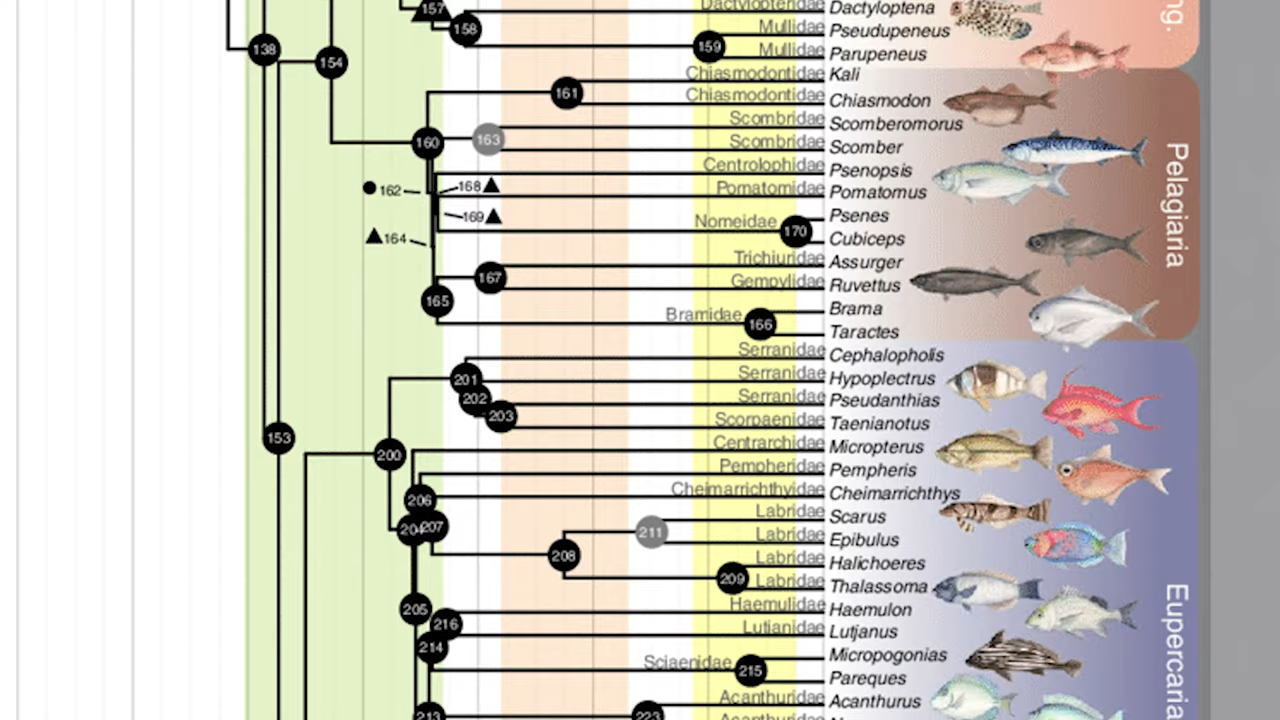 157
Dactylopteridae Dactyloptena
ng.
158
Mullidae Pseudupeneus
138
159
Mullidae Parupeneus
154
Chiasmodontidae Kali
161
Chiasmodontidae Chiasmodon
Scombridae Scomberomorus
160
163
Scombridae Scomber
Centrolophidae Psenopsis
162
168
Pomatomidae Pomatomus
169
Nomeidae Psenes
170
164
Cubiceps
Trichiuridae Assurger
167
Gempylidae Ruvettus
165
Bramidae Brama
166
Taractes
Pelagiaria
Serranidae Cephalopholis
201
Serranidae Hypoplectrus
202
Serranidae Pseudanthias
203
Scorpaenidae Taenianotus
153
Centrarchidae Micropterus
200
Pempheridae Pempheris
206
Cheimarrichthyidae Cheimarrichthys
204
207
Labridae Scarus
211
Labridae Epibulus
208
Labridae Halichoeres
209
Labridae Thalassoma
205
Haemulidae Haemulon
216
Lutjanidae Lutjanus
214
Sciaenidae Micropogonias
215
Pareques
Acanthuridae Acanthurus
213
223
Acanthuridae
Eupercaria